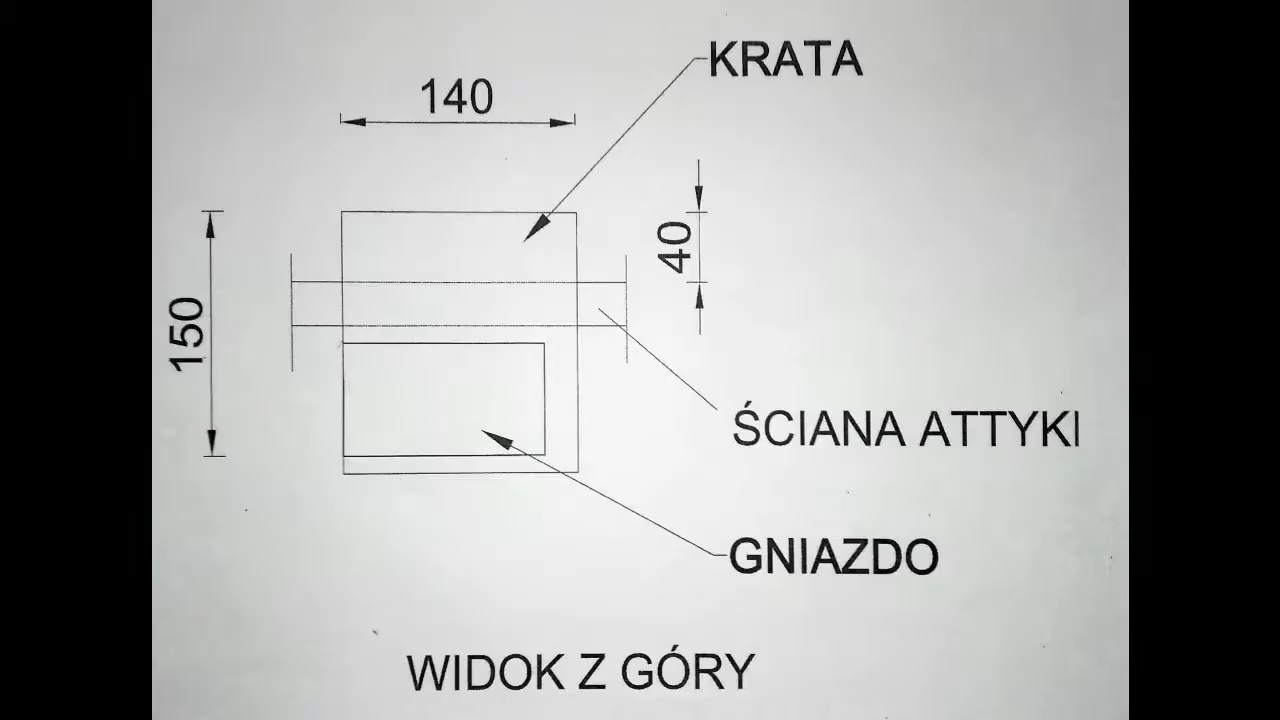 KRATA
140
40
150
ŚCIANA ATTYKI
GNIAZDO
WIDOK Z GÓRY